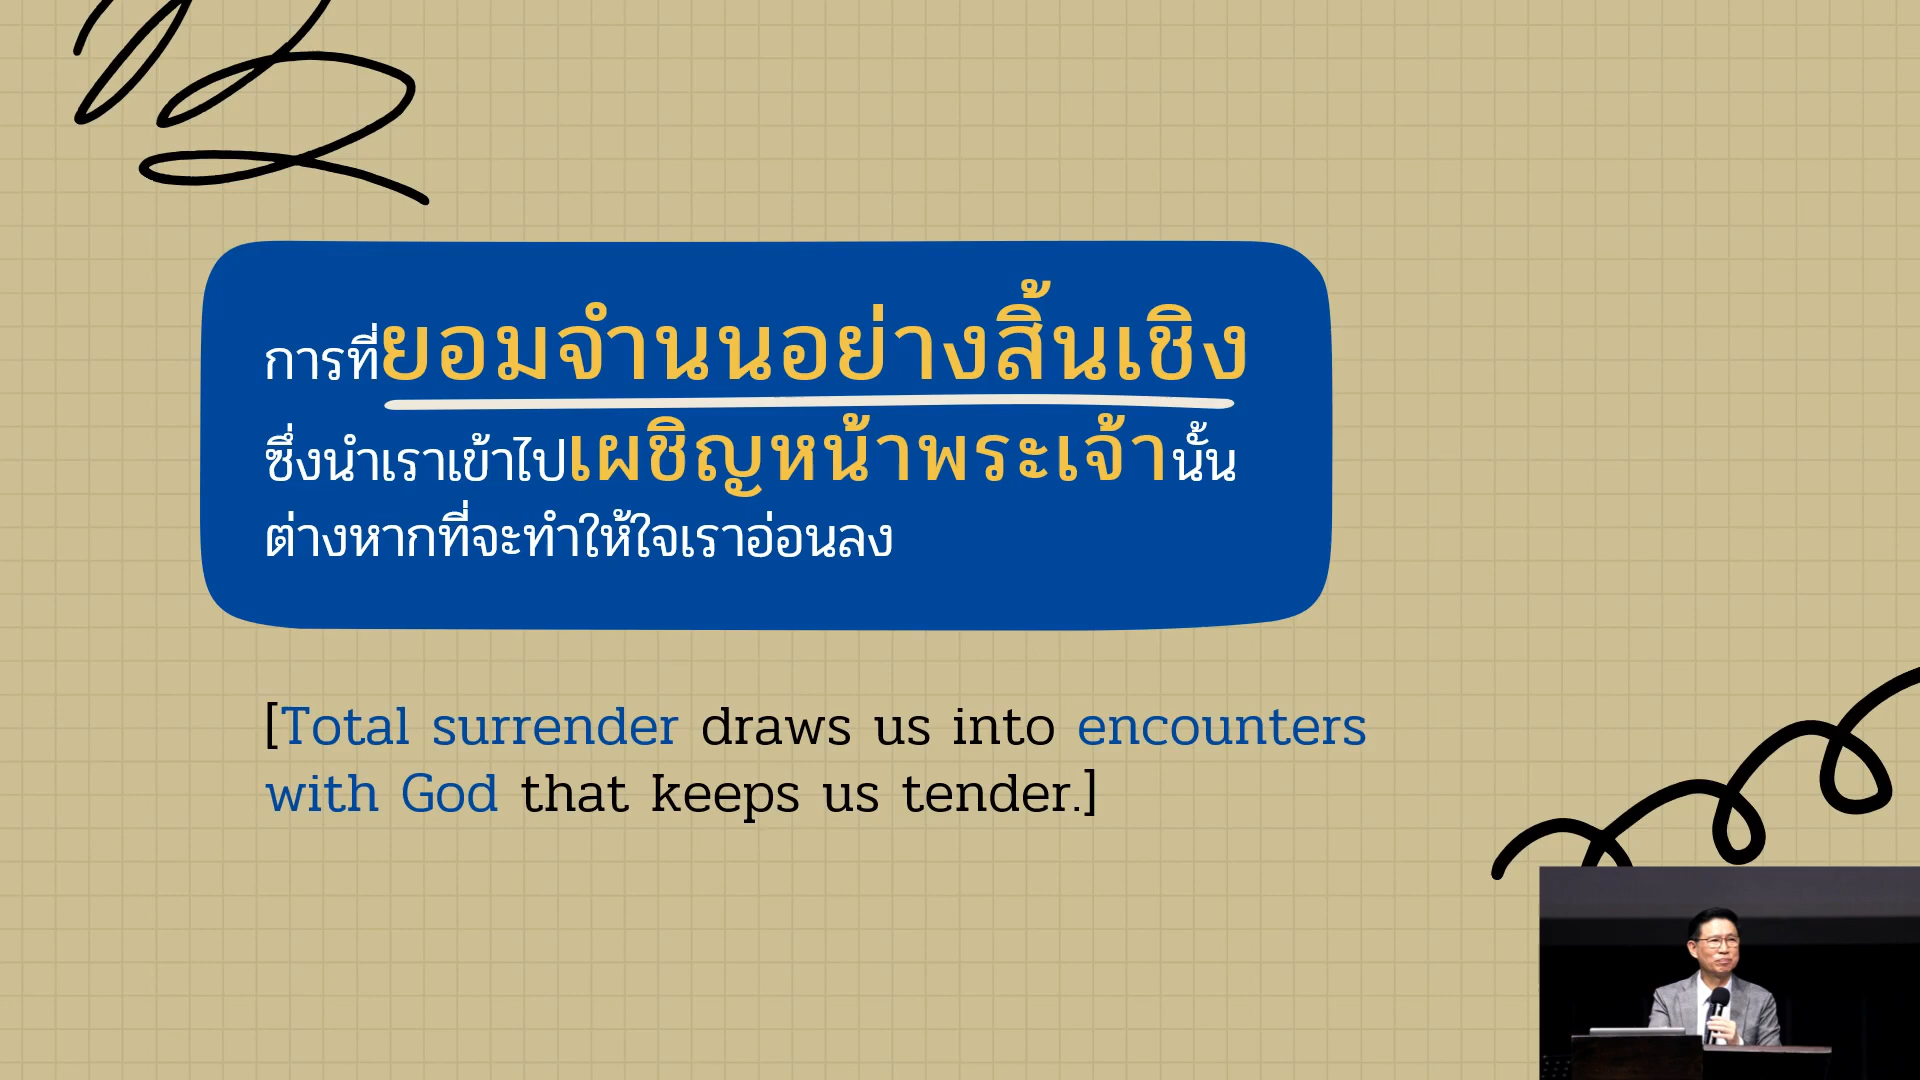 การที่ยอมจำนนอย่างสิ้นเชิง
ซึ่งนำเราเข้าไปเผชิญหน้าพระเจ้านั้น
ต่างหากที่จะทำให้ใจเราอ่อนลง
[Total surrender draws us into encounters
with God that keeps us tender.]